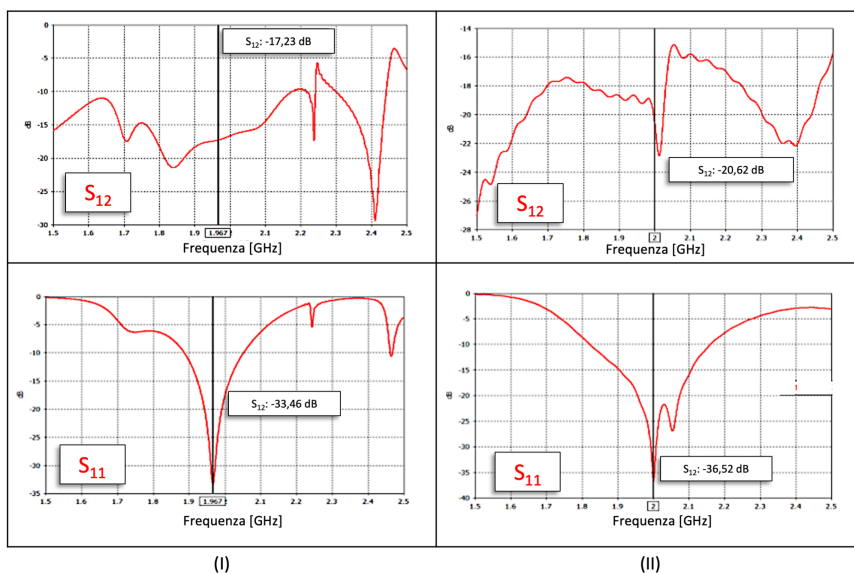 S12: -17,23 dB
0
-5
-10
-15
-20
-25
-30
dB
S12
1.5 1.6 1.7 1.8 1.9 1.967 2.1 2.2 2.3 2.4 2.5
Frequenza [GHz]
-14
-16
-18
-20
-22
-24
-26
-28
dB
S12: -20,62 dB
S12
1.5 1.6 1.7 1.8 1.9 2 2.1 2.2 2.3 2.4 2.5
Frequenza [GHz]
0
-5
-10
-15
-20
-25
-30
-35
dB
S12: -33,46 dB
S11
1.5 1.6 1.7 1.8 1.9 1.967 2.1 2.2 2.3 2.4 2.5
Frequenza [GHz]
0
-5
-10
-15
-20
-25
-30
-35
-40
dB
S12: -36,52 dB
S11
1.5 1.6 1.7 1.8 1.9 2 2.1 2.2 2.3 2.4 2.5
Frequenza [GHz]
(I)
(II)